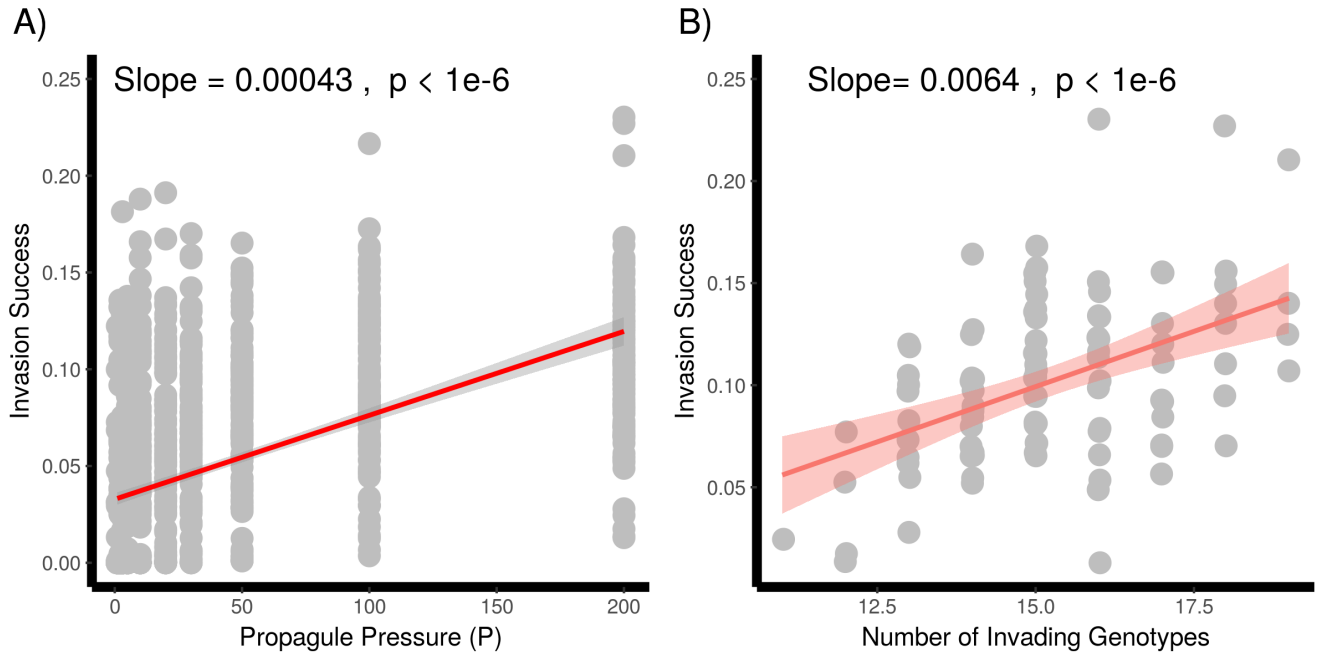 A)
Slope = 0.00043 ,  p < 1e-6
Invasion Success
0.25
0.20
0.15
0.10
0.05
0.00
0
50
100
150
200
Propagule Pressure (P)
B)
Slope= 0.0064 ,  p < 1e-6
Invasion Success
0.25
0.20
0.15
0.10
0.05
12.5
15.0
17.5
Number of Invading Genotypes